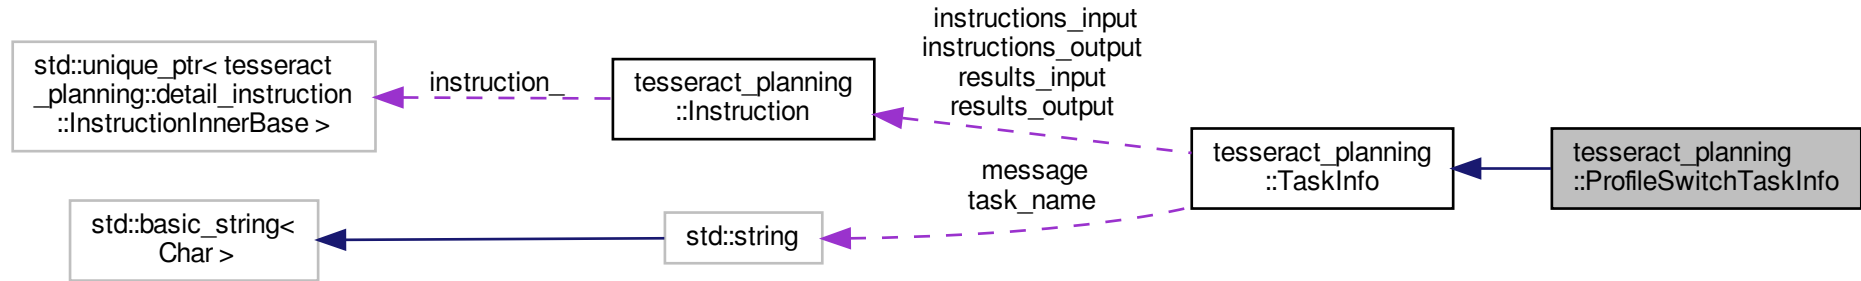 std::unique_ptr< tesseract
_planning::detail_instruction
::InstructionInnerBase >
instruction_
tesseract_planning
::Instruction
instructions_input
instructions_output
results_input
results_output
std::basic_string<
Char >
std::string
message
task_name
tesseract_planning
::TaskInfo
tesseract_planning
::ProfileSwitchTaskInfo